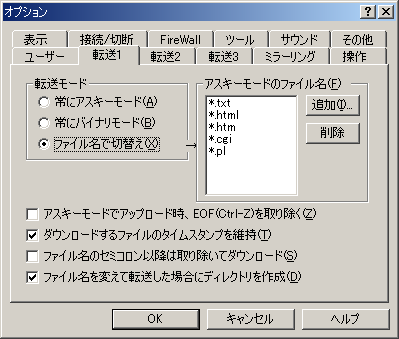 オプション
表示 接続/切断 FireWall ツール サウンド その他
ユーザー 転送1 転送2 転送3 ミラーリング 操作
転送モード
常にアスキーモード(A)
常にバイナリモード(B)
ファイル名で切替え(X)
→
アスキーモードのファイル名(F)
*.txt
*.html
*.htm
*.cgi
*.pl
追加(I)...
削除
アスキーモードでアップロード時、EOF(Ctrl-Z)を取り除く(Z)
ダウンロードするファイルのタイムスタンプを維持(T)
ファイル名のセミコロン以降は取り除いてダウンロード(S)
ファイル名を変えて転送した場合にディレクトリを作成(D)
OK キャンセル ヘルプ